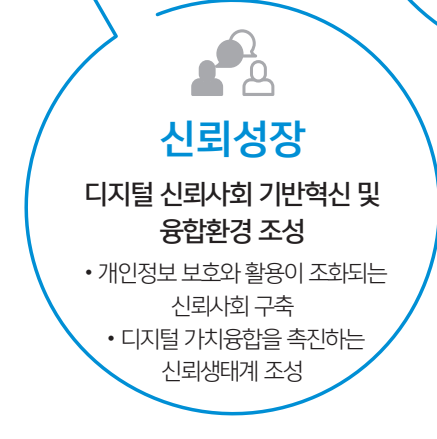 신뢰성장
디지털 신뢰사회 기반혁신 및
융합환경 조성
• 개인정보 보호와 활용이 조화되는
신뢰사회 구축
• 디지털 가치융합을 촉진하는
신뢰생태계 조성